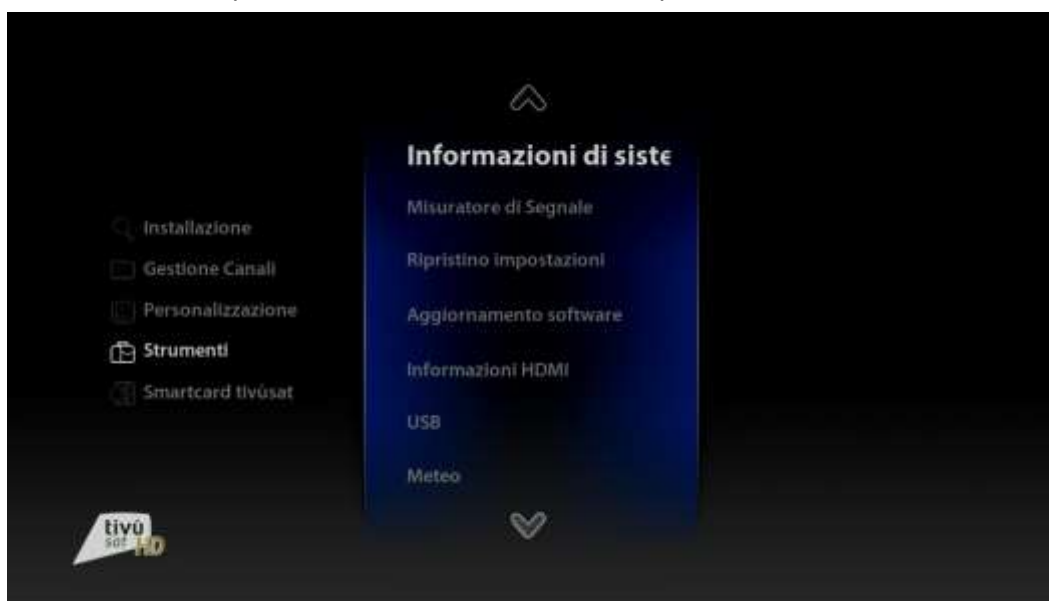 Informazioni di siste
Misuratore di Segnale
Ripristino impostazioni
Aggiornamento software
Informazioni HDMI
USB
Meteo
Installazione
Gestione Canali
Personalizzazione
Strumenti
Smartcard tivùsat
tivù
sat HD